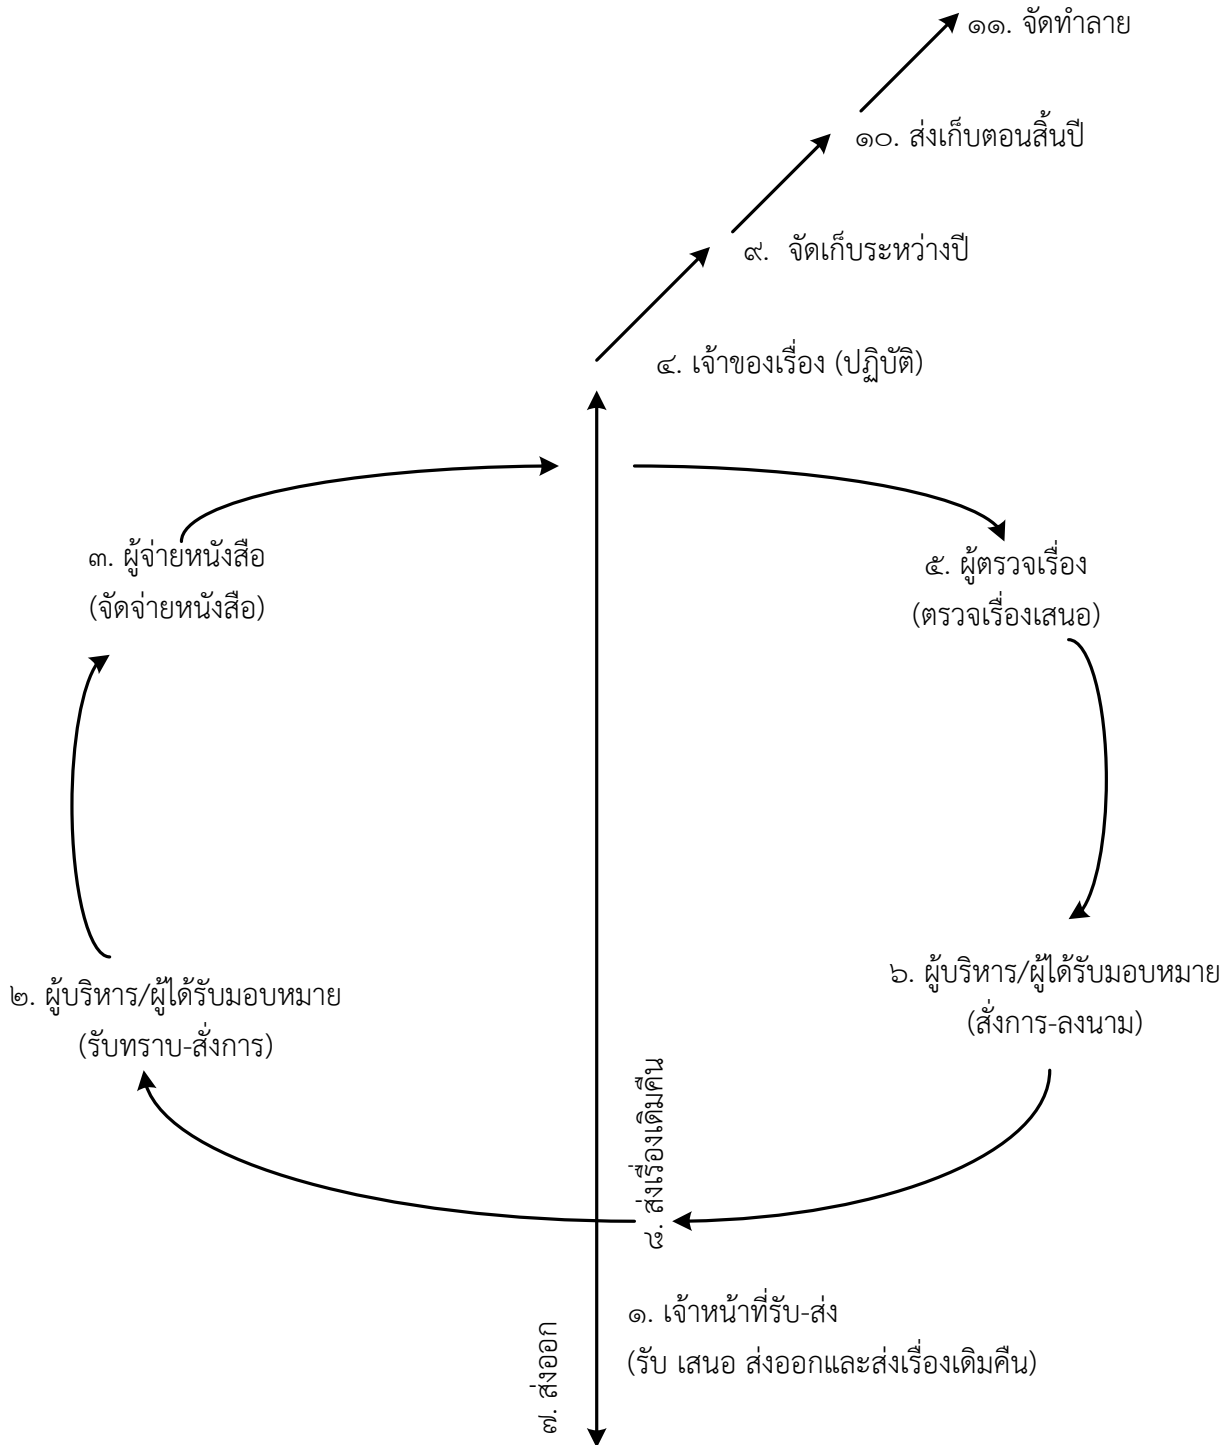 ๑๑. จัดทำลาย
๑๐. ส่งเก็บตอนสิ้นปี
๙. จัดเก็บระหว่างปี
๔. เจ้าของเรื่อง (ปฏิบัติ)
๓. ผู้จ่ายหนังสือ
(จัดจ่ายหนังสือ)
๕. ผู้ตรวจเรื่อง
(ตรวจเรื่องเสนอ)
๒. ผู้บริหาร/ผู้ได้รับมอบหมาย
(รับทราบ-สั่งการ)
๖. ผู้บริหาร/ผู้ได้รับมอบหมาย
(สั่งการ-ลงนาม)
๘. ส่งเรื่องเดิมคืน
๑. เจ้าหน้าที่รับ-ส่ง
(รับ เสนอ ส่งออกและส่งเรื่องเดิมคืน)
๗. ส่งออก